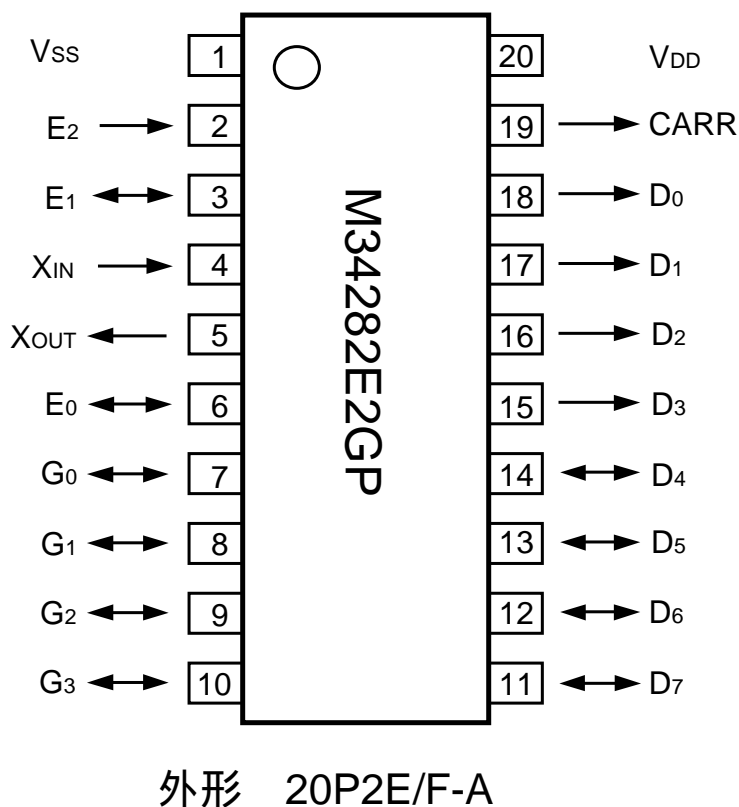 VSS 1 20 VDD
E2 2 19 CARR
E1 3 18 D0
XIN 4 17 D1
XOUT 5 16 D2
E0 6 15 D3
G0 7 14 D4
G1 8 13 D5
G2 9 12 D6
G3 10 11 D7
M34282E2GP
外形 20P2E/F-A